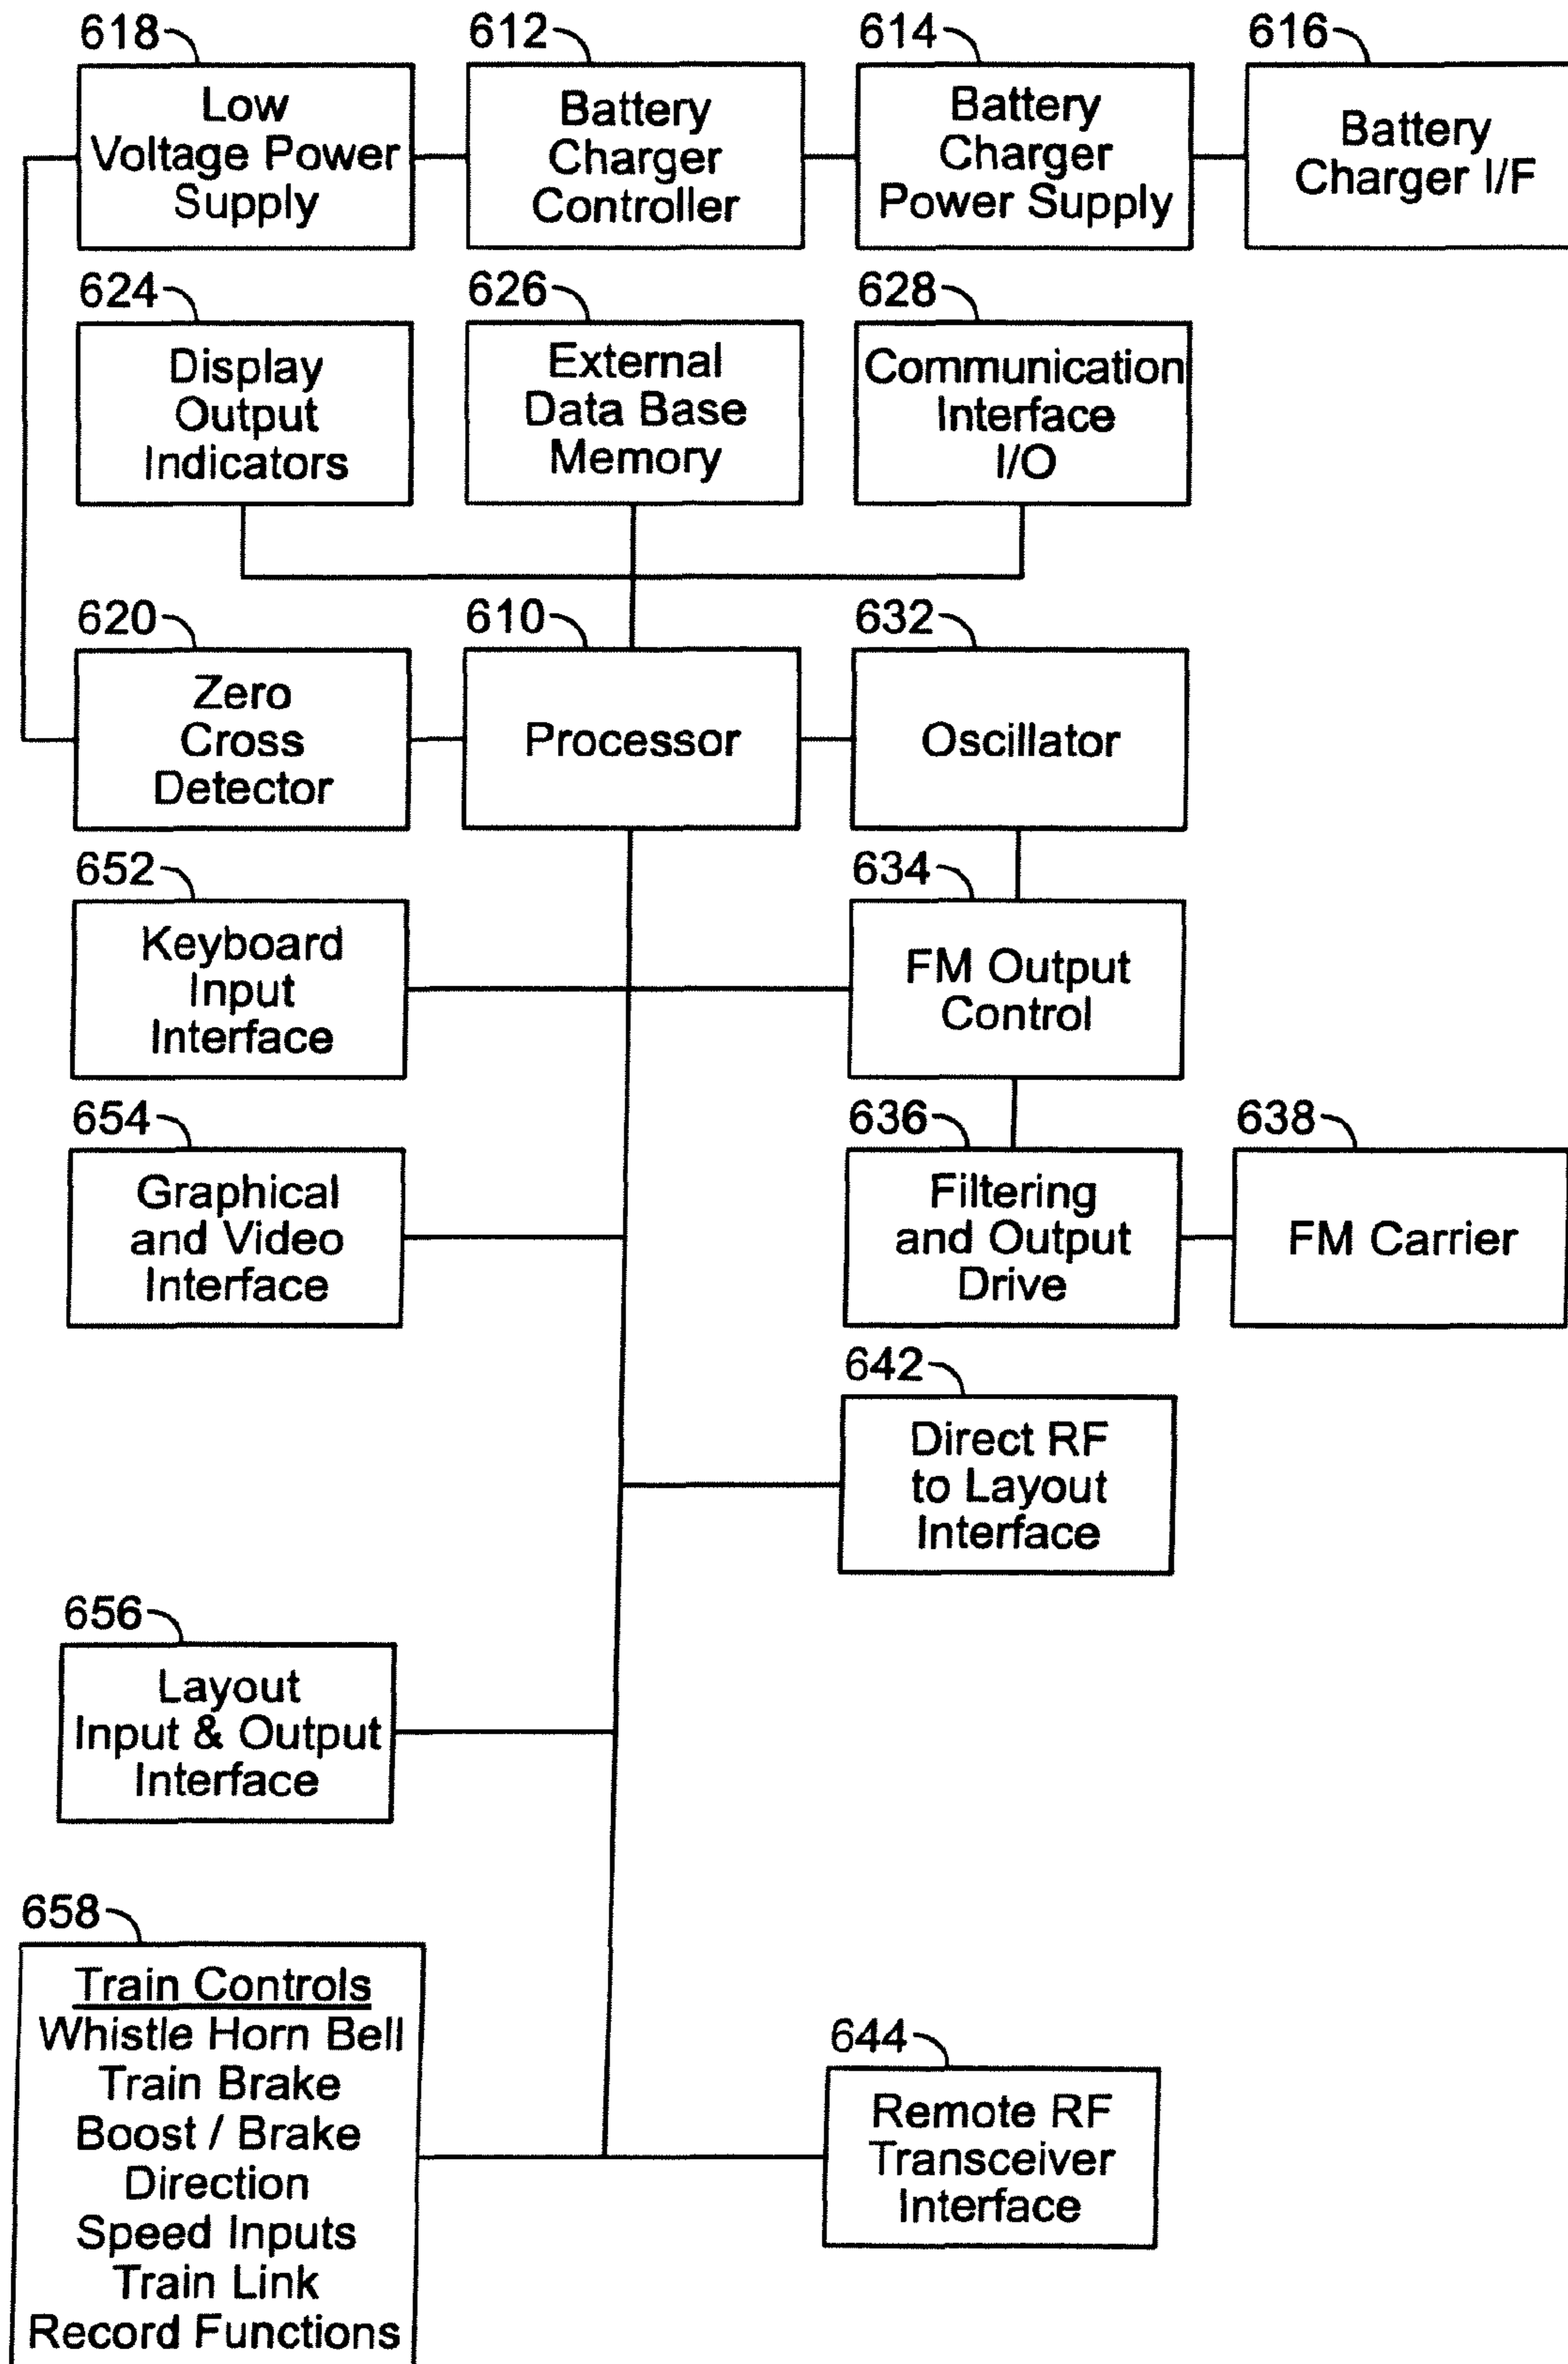 618
Low
Voltage Power
Supply
612
Battery
Charger
Controller
614
Battery
Charger
Power Supply
616
Battery
Charger I/F
624
Display
Output
Indicators
626
External
Data Base
Memory
628
Communication
Interface
I/O
620
Zero
Cross
Detector
610
Processor
632
Oscillator
652
Keyboard
Input
Interface
634
FM Output
Control
654
Graphical
and Video
Interface
636
Filtering
and Output
Drive
638
FM Carrier
642
Direct RF
to Layout
Interface
656
Layout
Input & Output
Interface
658
Train Controls
Whistle Horn Bell
Train Brake
Boost / Brake
Direction
Speed Inputs
Train Link
Record Functions
644
Remote RF
Transceiver
Interface